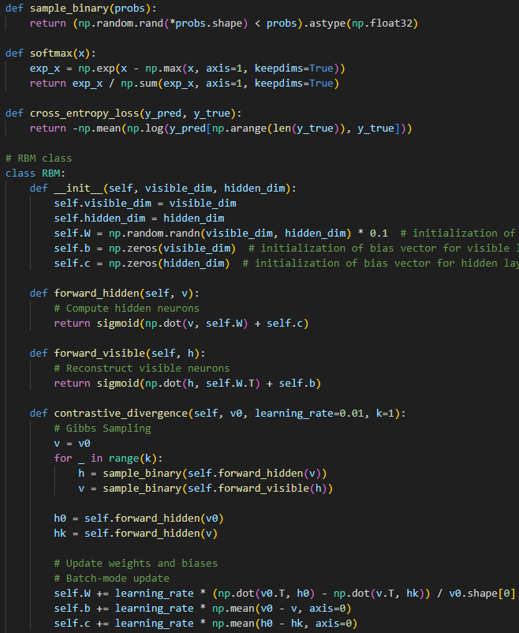 def sample_binary(probs):
    return (np.random.rand(*probs.shape) < probs).astype(np.float32)

def softmax(x):
    exp_x = np.exp(x - np.max(x, axis=1, keepdims=True))
    return exp_x / np.sum(exp_x, axis=1, keepdims=True)

def cross_entropy_loss(y_pred, y_true):
    return -np.mean(np.log(y_pred[np.arange(len(y_true)), y_true]))

# RBM class
class RBM:
    def __init__(self, visible_dim, hidden_dim):
        self.visible_dim = visible_dim
        self.hidden_dim = hidden_dim
        self.W = np.random.randn(visible_dim, hidden_dim) * 0.1  # initialization of
        self.b = np.zeros(visible_dim)  # initialization of bias vector for visible l
        self.c = np.zeros(hidden_dim)  # initialization of bias vector for hidden lay

    def forward_hidden(self, v):
        # Compute hidden neurons
        return sigmoid(np.dot(v, self.W) + self.c)

    def forward_visible(self, h):
        # Reconstruct visible neurons
        return sigmoid(np.dot(h, self.W.T) + self.b)

    def contrastive_divergence(self, v0, learning_rate=0.01, k=1):
        # Gibbs Sampling
        v = v0
        for _ in range(k):
            h = sample_binary(self.forward_hidden(v))
            v = sample_binary(self.forward_visible(h))

        h0 = self.forward_hidden(v0)
        hk = self.forward_hidden(v)

        # Update weights and biases
        # Batch-mode update
        self.W += learning_rate * (np.dot(v0.T, h0) - np.dot(v.T, hk)) / v0.shape[0]
        self.b += learning_rate * np.mean(v0 - v, axis=0)
        self.c += learning_rate * np.mean(h0 - hk, axis=0)